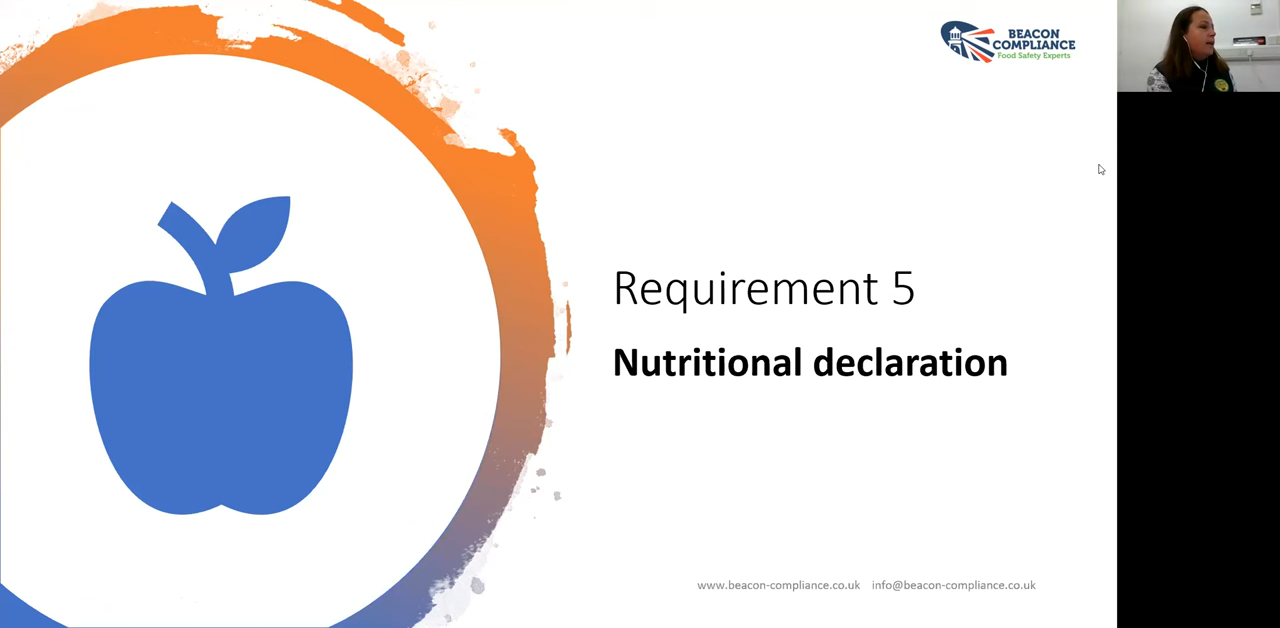 BEACON
COMPLIANCE
Food Safety Experts
Requirement 5
Nutritional declaration
www.beacon-compliance.co.uk info@beacon-compliance.co.uk